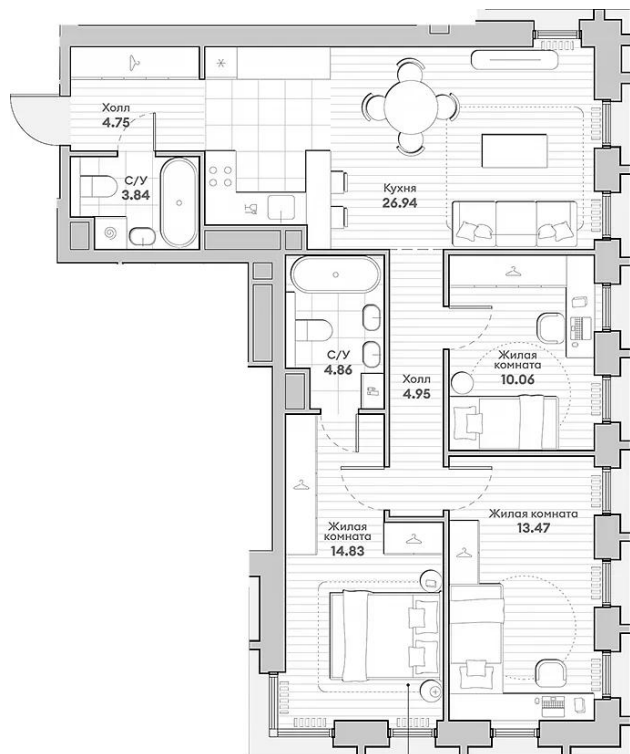 Холл
4.75
С/У
3.84
Кухня
26.94
С/У
4.86
Холл
4.95
Жилая
комната
10.06
Жилая
комната
14.83
Жилая комната
13.47